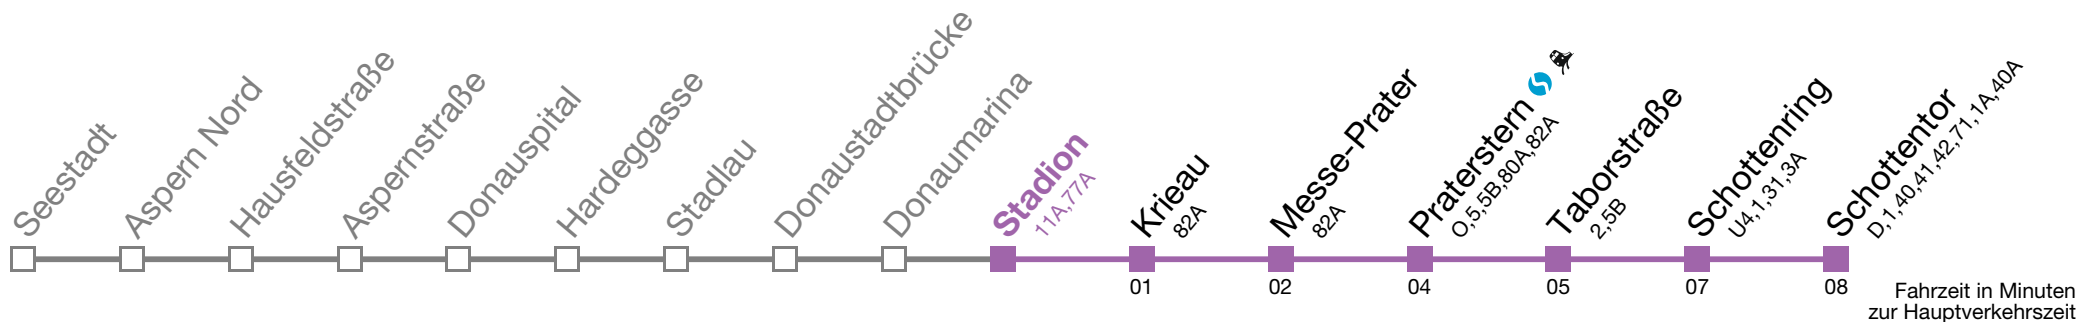 Seestadt
Aspern Nord
Hausfeldstraße
Aspernstraße
Donauspital
Hardeggasse
Stadlau
Donaustadtbrücke
Donaumarina
Stadion
11A,77A
Krieau
82A
Messe-Prater
82A
Praterstern
O,5,5B,80A,82A
Taborstraße
2,5B
Schottenring
U4,1,31,3A
Schottentor
D,1,40,41,42,71,1A,40A
01
02
04
05
07
08
Fahrzeit in Minuten
zur Hauptverkehrszeit